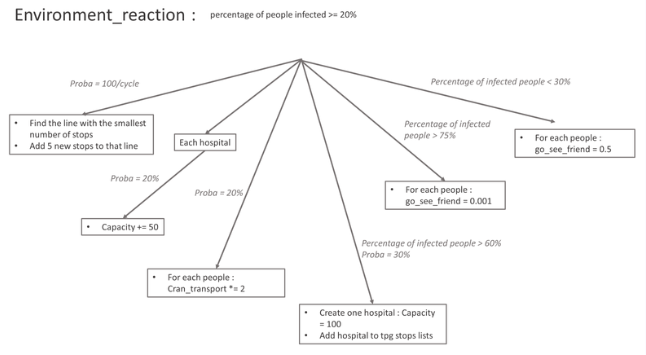 Environment_reaction : percentage of people infected >= 20%
Proba = 100/cycle
Percentage of infected people < 30%
• Find the line with the smallest
number of stops
• Add 5 new stops to that line
Each hospital
Percentage of infected
people > 75%
• For each people :
go_see_friend = 0.5
Proba = 20%
Proba = 20%
• For each people :
go_see_friend = 0.001
• Capacity += 50
Percentage of infected people > 60%
Proba = 30%
• For each people :
Cran_transport *= 2
• Create one hospital : Capacity
= 100
• Add hospital to tpg stops lists